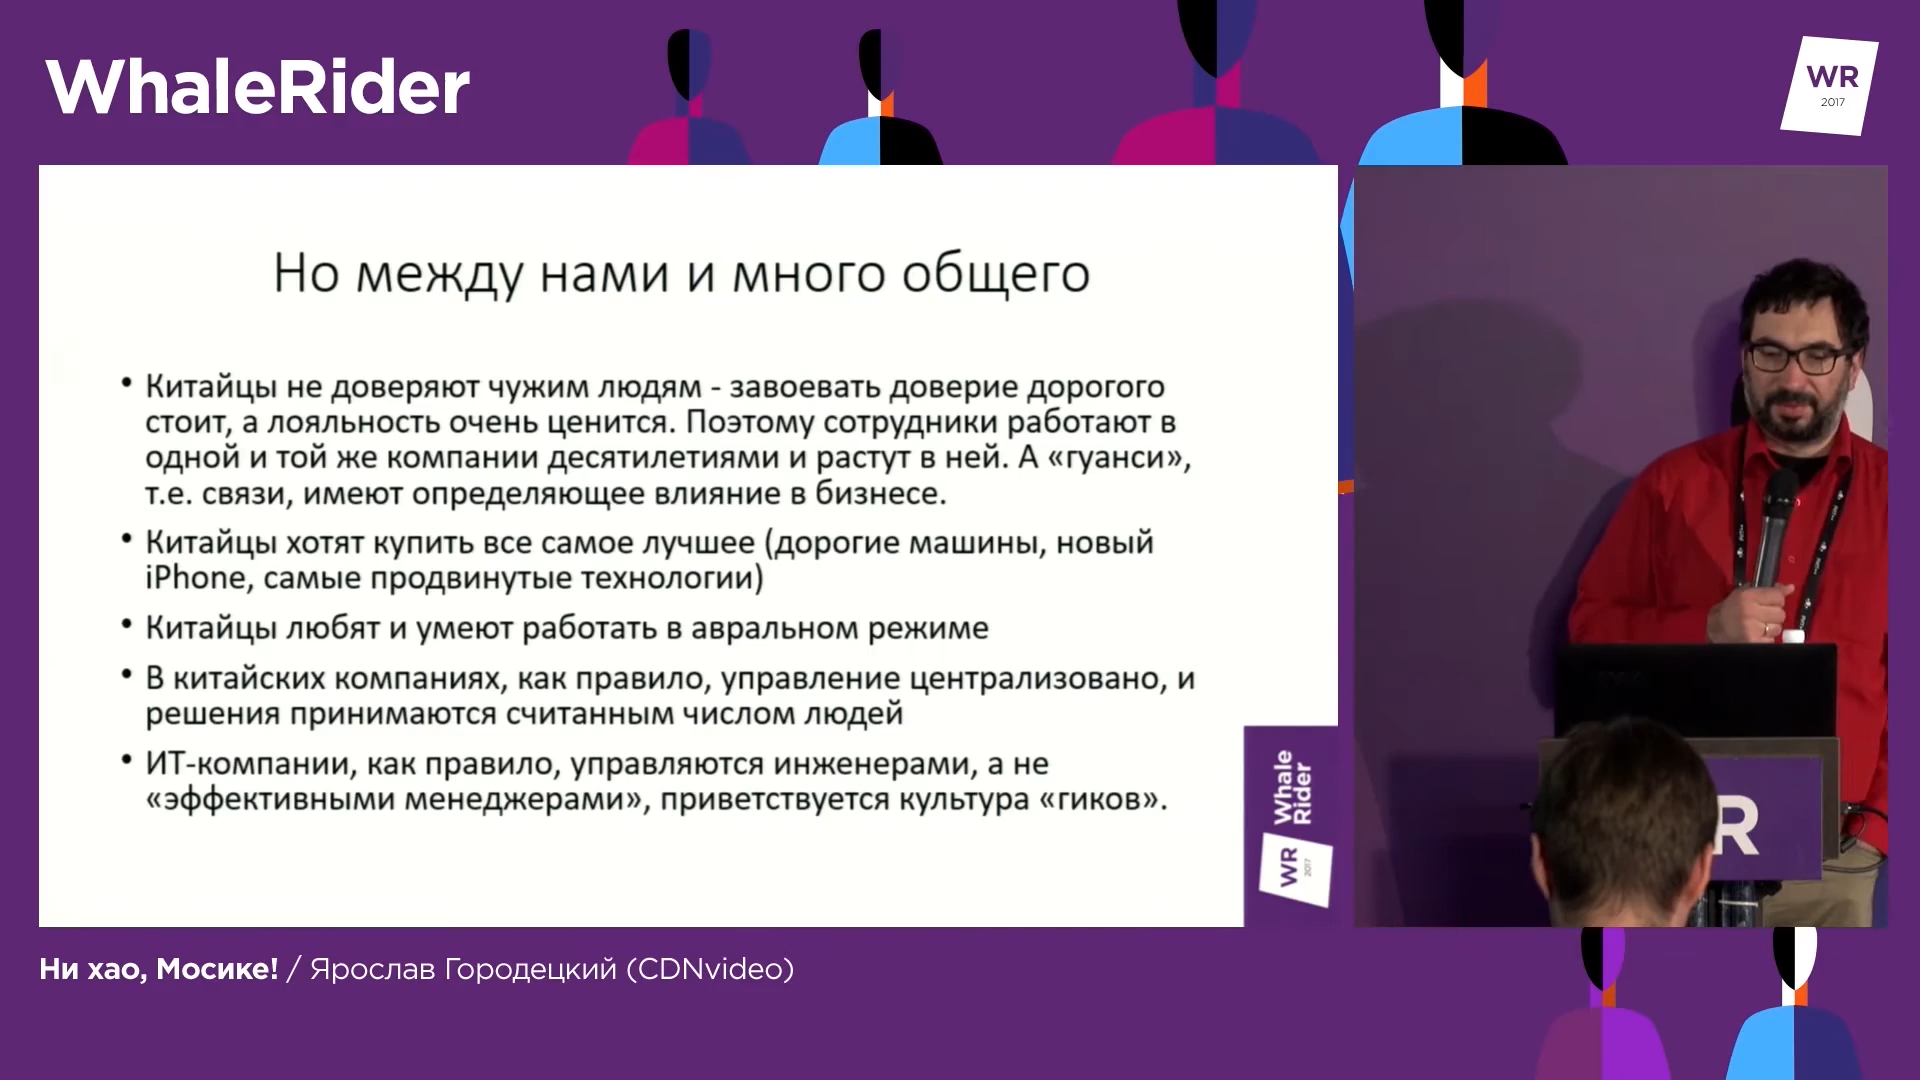 WhaleRider
WR
2017
Но между нами и много общего
• Китайцы не доверяют чужим людям - завоевать доверие дорогого
стоит, а лояльность очень ценится. Поэтому сотрудники работают в
одной и той же компании десятилетиями и растут в ней. А «гуанси»,
т.е. связи, имеют определяющее влияние в бизнесе.
• Китайцы хотят купить все самое лучшее (дорогие машины, новый
iPhone, самые продвинутые технологии)
• Китайцы любят и умеют работать в авральном режиме
• В китайских компаниях, как правило, управление централизовано, и
решения принимаются считанным числом людей
• ИТ-компании, как правило, управляются инженерами, а не
«эффективными менеджерами», приветствуется культура «гиков».
Whale
Rider
WR
2017
R
Ни хао, Мосике! / Ярослав Городецкий (CDNvideo)